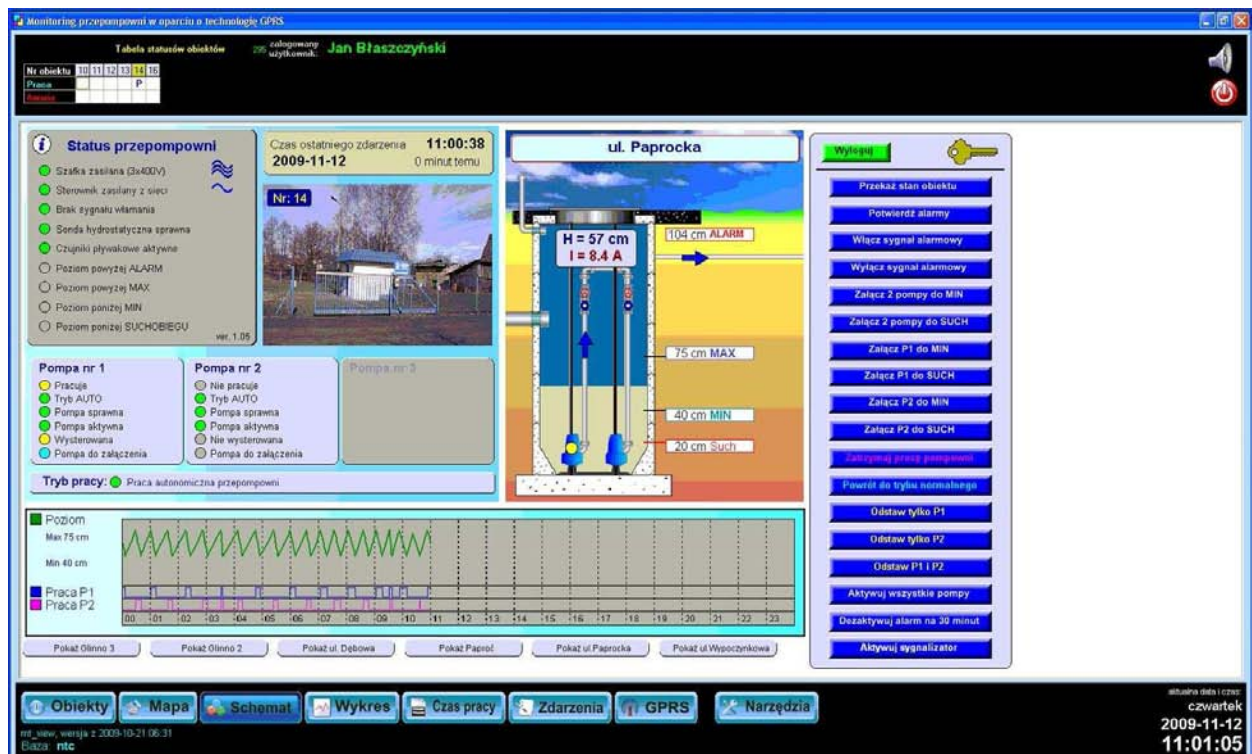 Monitoring przepompowni w oparciu o technologię GPRS
Tabela statusów obiektów
295 zalogowany użytkownik: Jan Błaszczyński
Nr obiektu 10 11 12 13 14 16
Praca P
Awaria
Status przepompowni
Szafka zasilana (3x400V)
Sterownik zasilany z sieci
Brak sygnału włamania
Sonda hydrostatyczna sprawna
Czujniki pływakowe aktywne
Poziom powyżej ALARM
Poziom powyżej MAX
Poziom poniżej MIN
Poziom poniżej SUCHOBIEGU
ver. 1.05
Czas ostatniego zdarzenia 11:00:38
2009-11-12 0 minut temu
Nr: 14
Pompa nr 1
Pracuje
Tryb AUTO
Pompa sprawna
Pompa aktywna
Wysterowana
Pompa do załączenia
Pompa nr 2
Nie pracuje
Tryb AUTO
Pompa sprawna
Pompa aktywna
Nie wysterowana
Pompa do załączenia
Pompa nr 3
Tryb pracy: Praca autonomiczna przepompowni
ul. Paprocka
H = 57 cm
I = 8.4 A
104 cm ALARM
75 cm MAX
40 cm MIN
20 cm Such
Wyloguj
Przekaż stan obiektu
Potwierdź alarmy
Włącz sygnał alarmowy
Wyłącz sygnał alarmowy
Załącz 2 pompy do MIN
Załącz 2 pompy do SUCH
Załącz P1 do MIN
Załącz P1 do SUCH
Załącz P2 do MIN
Załącz P2 do SUCH
Zatrzymaj pracę pompowni
Powrót do trybu normalnego
Odstaw tylko P1
Odstaw tylko P2
Odstaw P1 i P2
Aktywuj wszystkie pompy
Dezaktywuj alarm na 30 minut
Aktywuj sygnalizator
Poziom
Max 75 cm
Min 40 cm
Praca P1
Praca P2
00 01 02 03 04 05 06 07 08 09 10 11 12 13 14 15 16 17 18 19 20 21 22 23
Pokaż Olinno 3
Pokaż Olinno 2
Pokaż ul. Dębowa
Pokaż Paproć
Pokaż ul.Paprocka
Pokaż ul.Wypoczynkowa
Obiekty
Mapa
Schemat
Wykres
Czas pracy
Zdarzenia
GPRS
Narzędzia
rnt_view, wersja z 2009-10-21 06:31
Baza: ntc
aktualna data i czas:
czwartek
2009-11-12
11:01:05